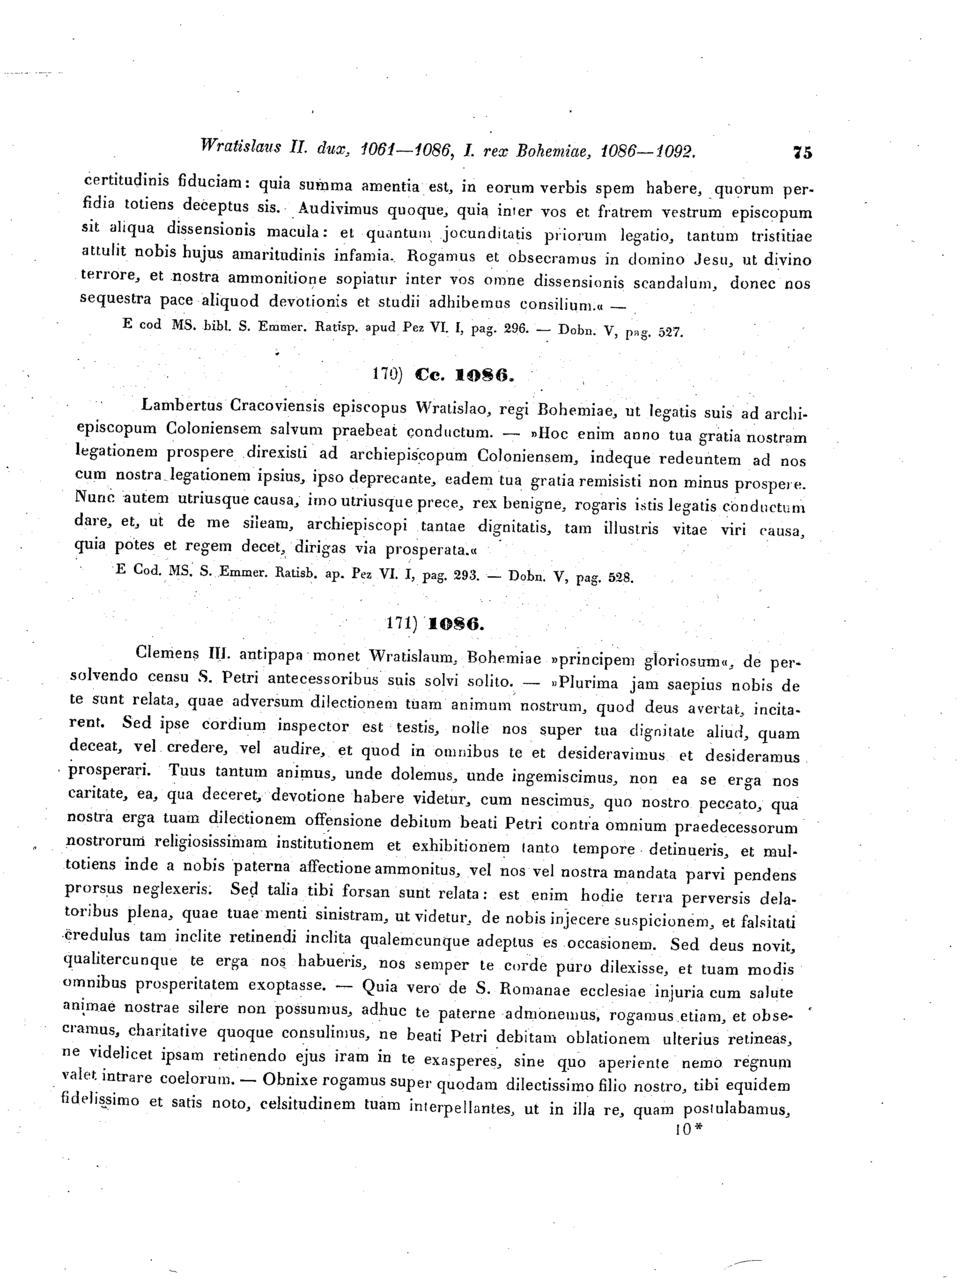 Wratislaus II. dux, 1061—1086, I. rex Bohemiae, 1086—1092. 75
certitudinis fiduciam: quia summa amentia est, in eorum verbis spem habere, quorum per-
fidia totiens deceptus sis. Audivimus quoque, quia inter vos et fratrem vestrum episcopum
sit aliqua dissensionis macula: et quantum jocunditatis priorum legatio, tantum tristitiae
attulit nobis hujus amaritudinis infamia. Rogamus et obsecramus in domino Jesu, ut divino
terrore, et nostra ammonitione sopiatur inter vos omne dissensionis scandalum, donec nos
sequestra pace aliquod devotionis et studii adhibemus consilium.« —
E cod MS. bibl. S. Emmer. Ratisp. apud Pez VI. I, pag. 296. — Dobn. V, pag. 527.
170) Cc. 1086.
Lambertus Cracoviensis episcopus Wratislao, regi Bohemiae, ut legatis suis ad archi-
episcopum Coloniensem salvum praebeat conductum. — »Hoc enim anno tua gratia nostram
legationem prospere direxisti ad archiepiscopum Coloniensem, indeque redeuntem ad nos
cum nostra legationem ipsius, ipso deprecante, eadem tua gratia remisisti non minus prospere.
Nunc autem utriusque causa, imo utriusque prece, rex benigne, rogaris istis legatis conductum
dare, et, ut de me sileam, archiepiscopi tantae dignitatis, tam illustris vitae viri causa,
quia potes et regem decet, dirigas via prosperata.«
E Cod. MS. S. Emmer. Ratisb. ap. Pez VI. I, pag. 293. — Dobn. V, pag. 528.
171) 1086.
Clemens III. antipapa monet Wratislaum, Bohemiae »principem gloriosum«, de per-
solvendo censu S. Petri antecessoribus suis solvi solito. — »Plurima jam saepius nobis de
te sunt relata, quae adversum dilectionem tuam animum nostrum, quod deus avertat, incita-
rent. Sed ipse cordium inspector est testis, nolle nos super tua dignitate aliud, quam
deceat, vel credere, vel audire, et quod in omnibus te et desideravimus et desideramus
prosperari. Tuus tantum animus, unde dolemus, unde ingemiscimus, non ea se erga nos
caritate, ea, qua deceret, devotione habere videtur, cum nescimus, quo nostro peccato, qua
nostra erga tuam dilectionem offensione debitum beati Petri contra omnium praedecessorum
nostrorum religiosissimam institutionem et exhibitionem tanto tempore detinueris, et mul-
totiens inde a nobis paterna affectione ammonitus, vel nos vel nostra mandata parvi pendens
prorsus neglexeris. Sed talia tibi forsan sunt relata: est enim hodie terra perversis dela-
toribus plena, quae tuae menti sinistram, ut videtur, de nobis injecere suspicionem, et falsitati
credulus tam inclite retinendi inclita qualemcunque adeptus es occasionem. Sed deus novit,
qualitercunque te erga nos habueris, nos semper te corde puro dilexisse, et tuam modis
omnibus prosperitatem exoptasse. — Quia vero de S. Romanae ecclesiae injuria cum salute
animae nostrae silere non possumus, adhuc te paterne admonemus, rogamus etiam, et obse-
cramus, charitative quoque consulimus, ne beati Petri debitam oblationem ulterius retineas,
ne videlicet ipsam retinendo ejus iram in te exasperes, sine quo aperiente nemo regnum
valet intrare coelorum. — Obnixe rogamus super quodam dilectissimo filio nostro, tibi equidem
fidelissimo et satis noto, celsitudinem tuam interpellantes, ut in illa re, quam postulabamus,
10*